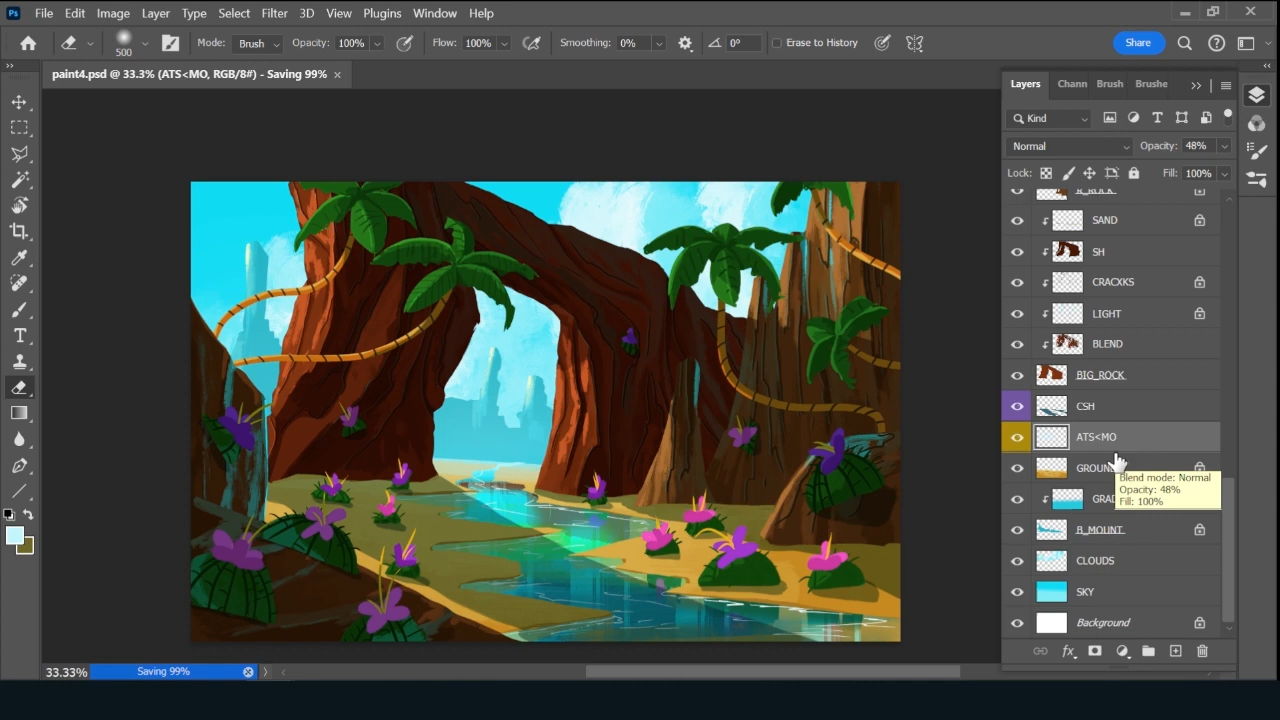 Ps File Edit Image Layer Type Select Filter 3D View Plugins Window Help
500 Mode: Brush Opacity: 100% Flow: 100% Smoothing: 0% 0° Erase to History Share
paint4.psd @ 33.3% (ATS<MO, RGB/8#) - Saving 99% ×
Layers Chann Brush Brushe
Kind
Normal Opacity: 48%
Lock: Fill: 100%
SAND
SH
CRACXKS
LIGHT
BLEND
BIG_ROCK
CSH
ATS<MO
GROUN
Blend mode: Normal
Opacity: 48%
Fill: 100%
GRAD
B_MOUNT
CLOUDS
SKY
Background
33.33% Saving 99%
fx